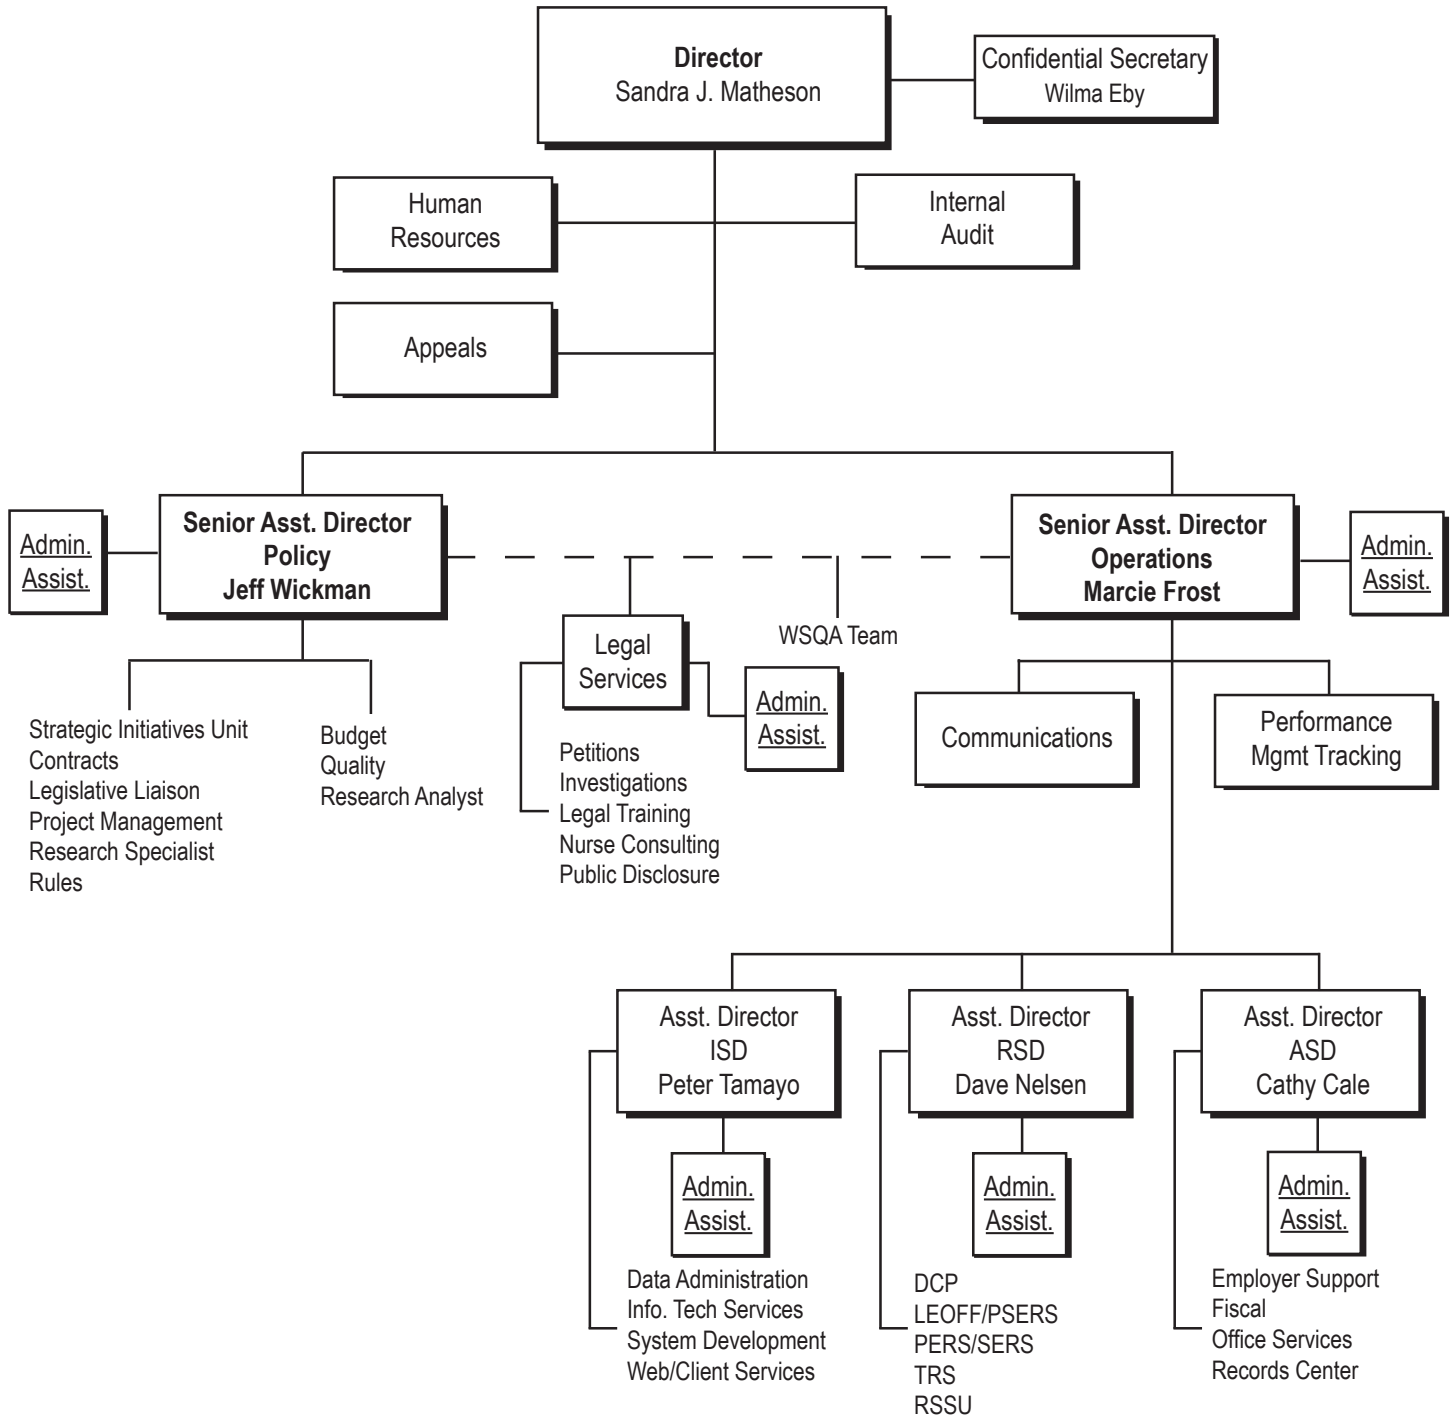 Director
Sandra J. Matheson
Confidential Secretary
Wilma Eby
Human
Resources
Internal
Audit
Appeals
Admin.
Assist.
Senior Asst. Director
Policy
Jeff Wickman
Senior Asst. Director
Operations
Marcie Frost
Admin.
Assist.
Legal
Services
WSQA Team
Admin.
Assist.
Strategic Initiatives Unit
Contracts
Legislative Liaison
Project Management
Research Specialist
Rules
Budget
Quality
Research Analyst
Petitions
Investigations
Legal Training
Nurse Consulting
Public Disclosure
Communications
Performance
Mgmt Tracking
Asst. Director
ISD
Peter Tamayo
Admin.
Assist.
Data Administration
Info. Tech Services
System Development
Web/Client Services
Asst. Director
RSD
Dave Nelsen
Admin.
Assist.
DCP
LEOFF/PSERS
PERS/SERS
TRS
RSSU
Asst. Director
ASD
Cathy Cale
Admin.
Assist.
Employer Support
Fiscal
Office Services
Records Center